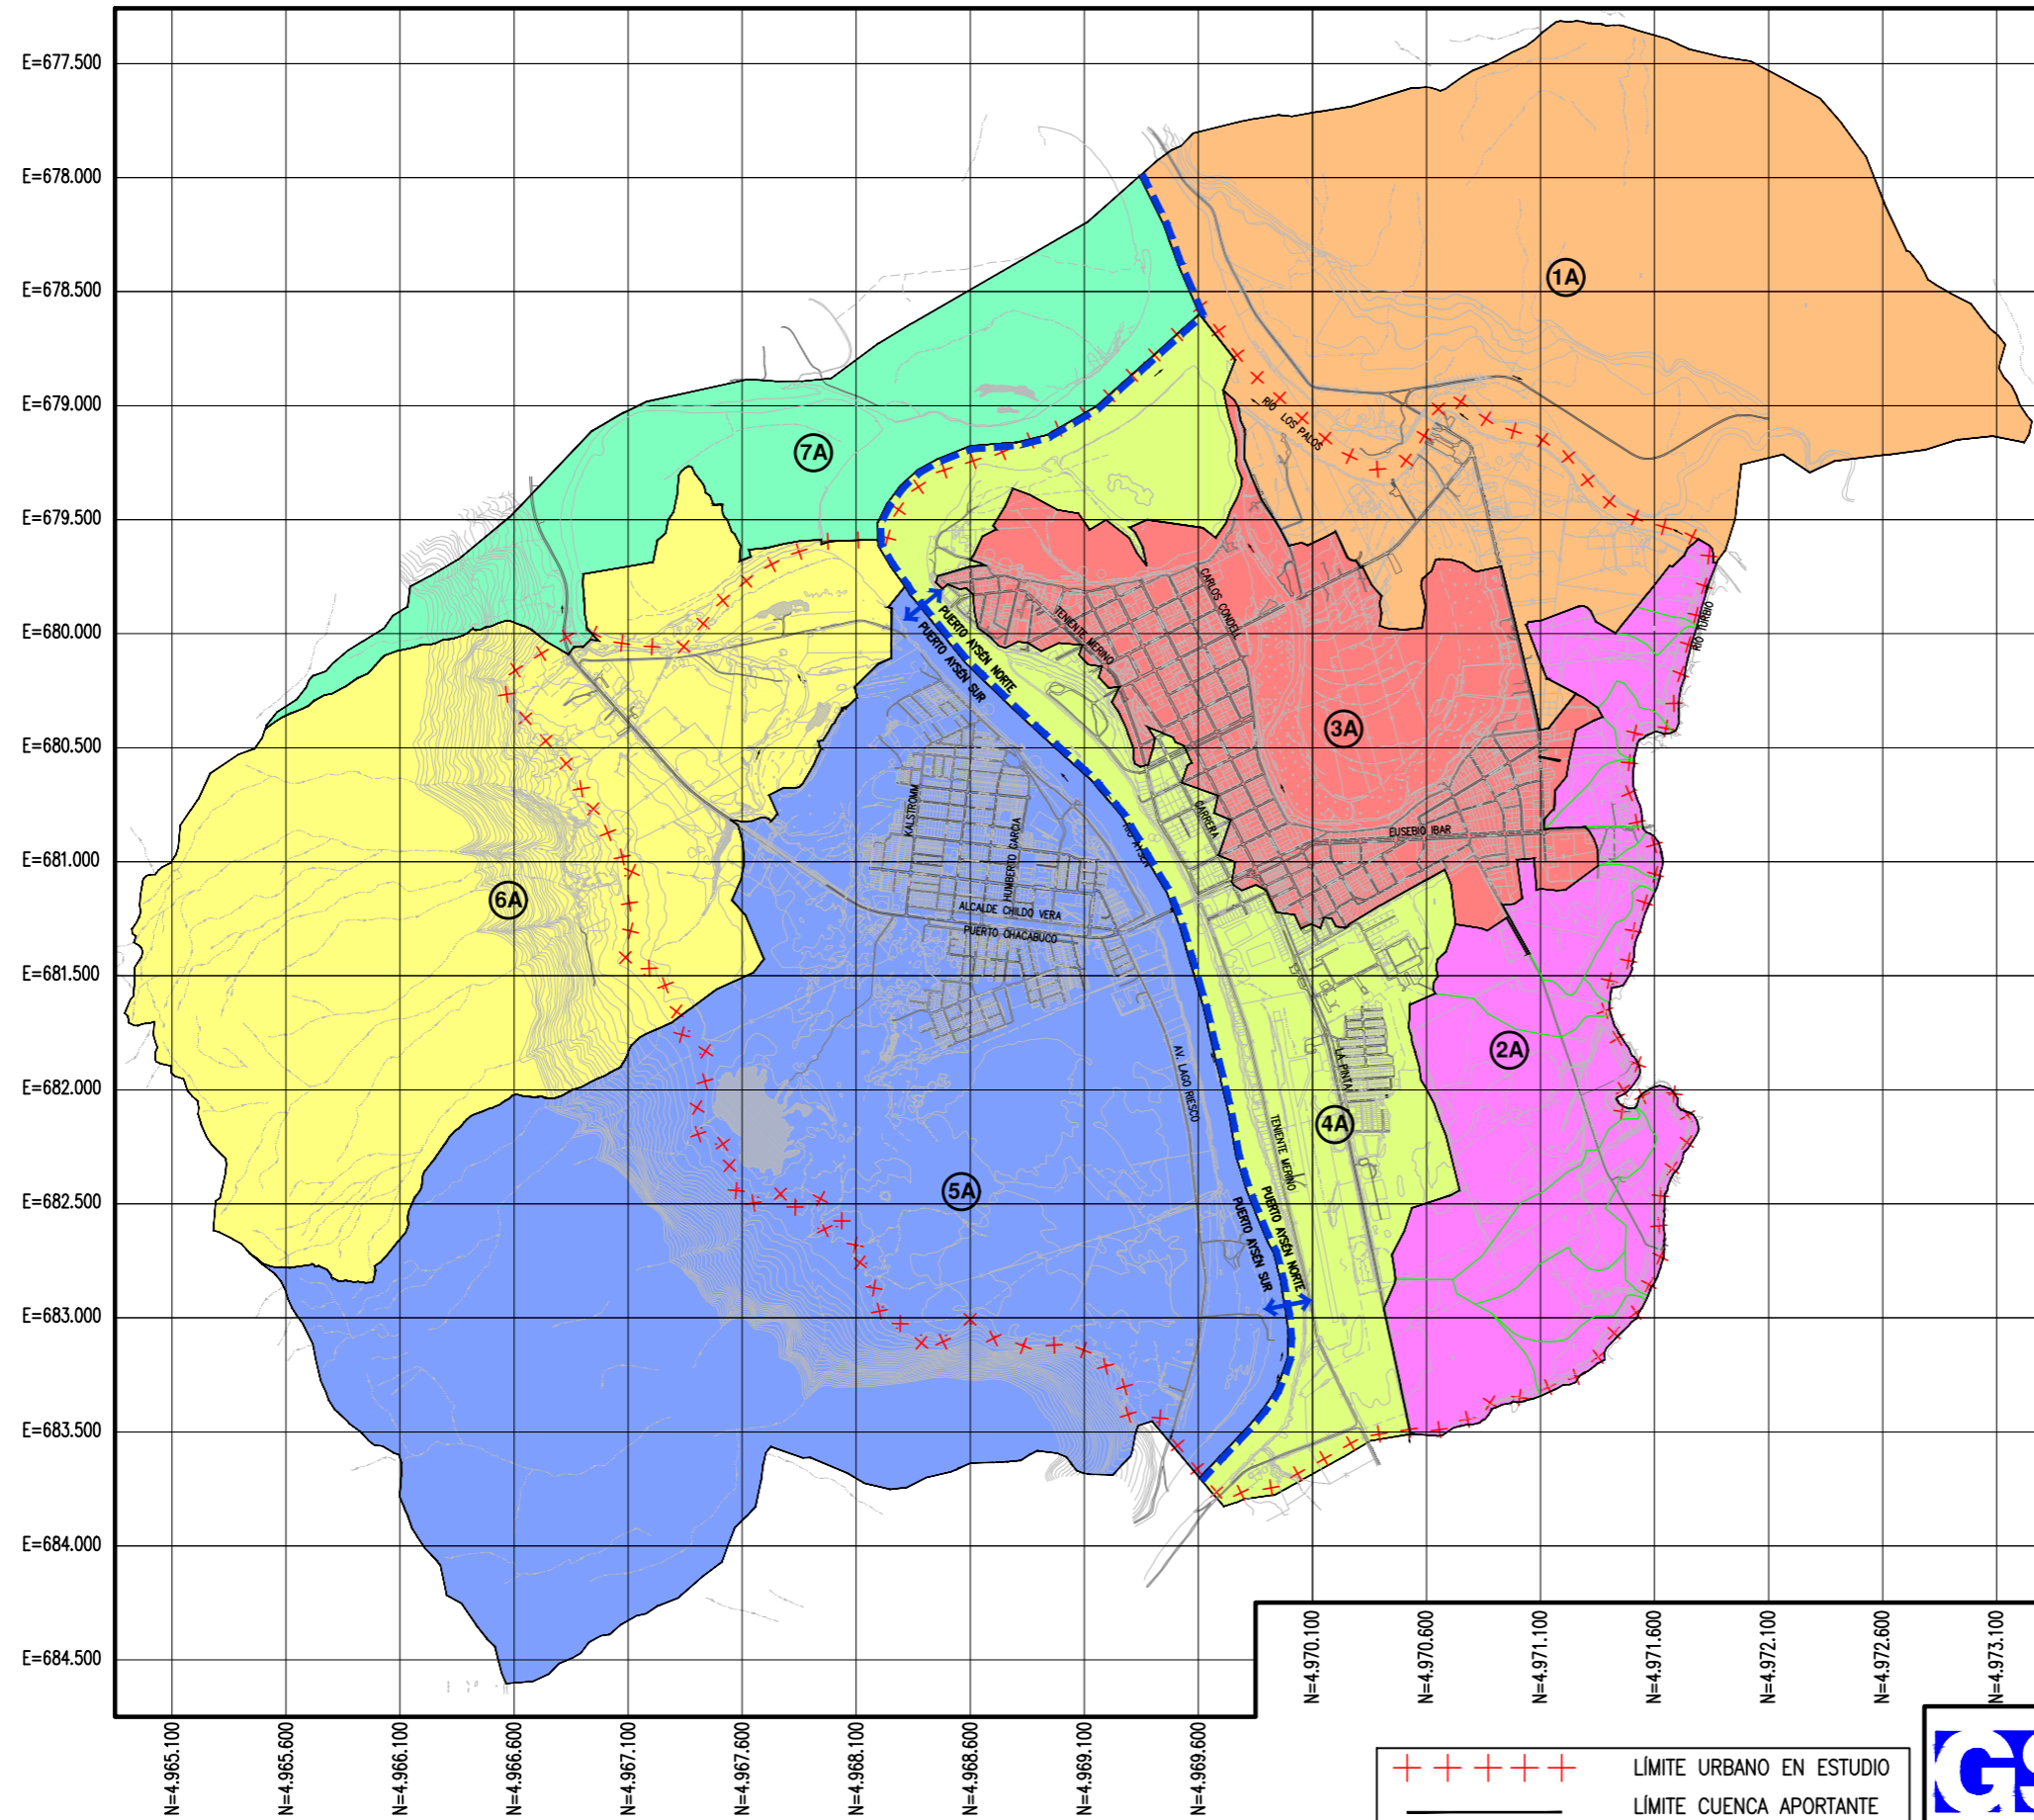 E=677.500
E=678.000
E=678.500
E=679.000
E=679.500
E=680.000
E=680.500
E=681.000
E=681.500
E=682.000
E=682.500
E=683.000
E=683.500
E=684.000
E=684.500
1A
RÍO LOS PALOS
7A
CARLOS CONDELL
TENIENTE MERINO
RÍO TURBIO
PUERTO AYSÉN NORTE
PUERTO AYSÉN SUR
3A
KALSTROMM
HUMBERTO GARCIA
RÍO AYSÉN
CARRERA
EUSEBIO IBAR
6A
ALCALDE CHILDO VERA
PUERTO CHACABUCO
AV. LAGO RIESCO
LA PINTA
2A
4A
TENIENTE MERINO
5A
PUERTO AYSÉN NORTE
PUERTO AYSÉN SUR
N=4.965.100
N=4.965.600
N=4.966.100
N=4.966.600
N=4.967.100
N=4.967.600
N=4.968.100
N=4.968.600
N=4.969.100
N=4.969.600
N=4.970.100
N=4.970.600
N=4.971.100
N=4.971.600
N=4.972.100
N=4.972.600
N=4.973.100
LÍMITE URBANO EN ESTUDIO
LÍMITE CUENCA APORTANTE